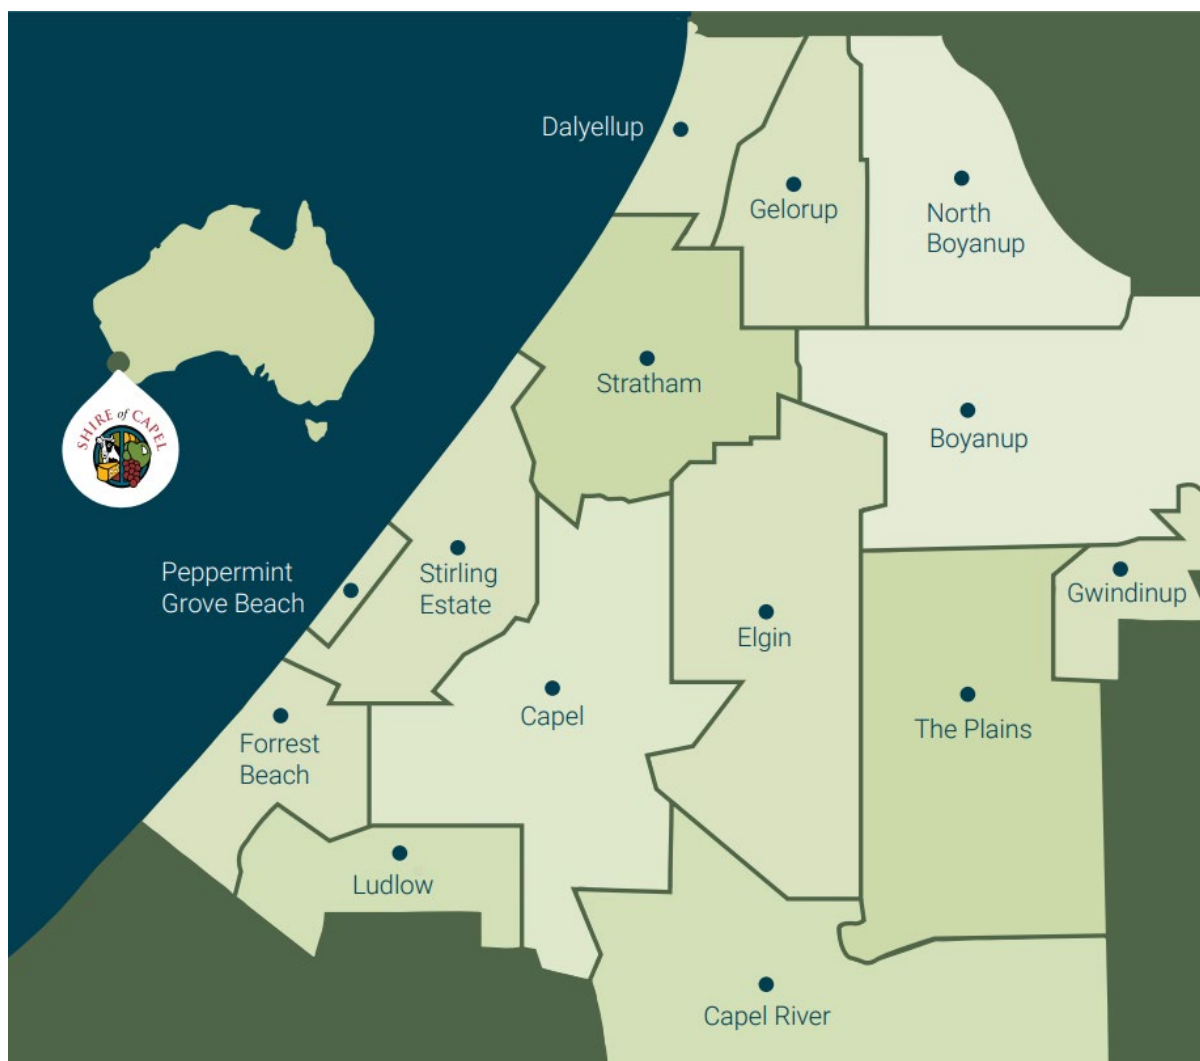 Dalyellup
Gelorup
North
Boyanup
Stratham
Boyanup
SHIRE of CAPEL
Peppermint
Grove Beach
Stirling
Estate
Gwindinup
Elgin
Capel
The Plains
Forrest
Beach
Ludlow
Capel River